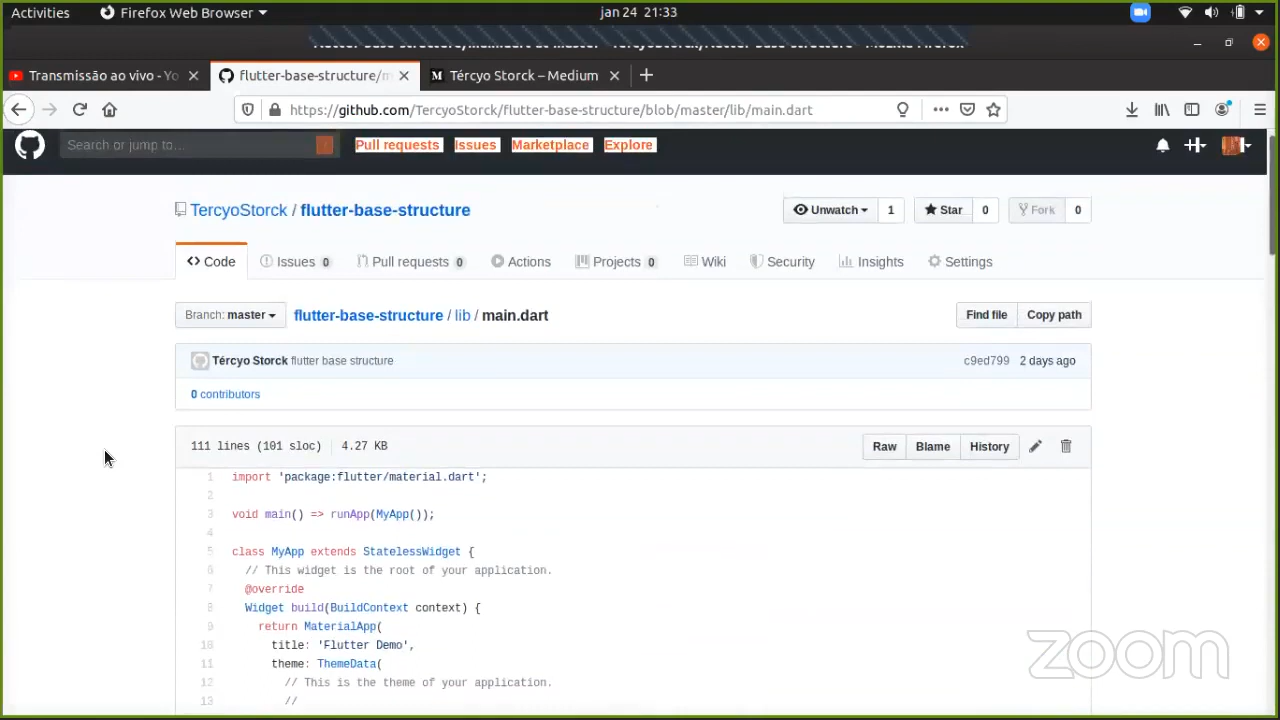 Activities Firefox Web Browser jan 24 21:33
Transmissão ao vivo - Yo flutter-base-structure/m M Tércyo Storck – Medium
https://github.com/TercyoStorck/flutter-base-structure/blob/master/lib/main.dart
Search or jump to… / Pull requests Issues Marketplace Explore
TercyoStorck / flutter-base-structure Unwatch 1 Star 0 Fork 0
Code Issues 0 Pull requests 0 Actions Projects 0 Wiki Security Insights Settings
Branch: master flutter-base-structure / lib / main.dart Find file Copy path
Tércyo Storck flutter base structure c9ed799 2 days ago
0 contributors
111 lines (101 sloc) 4.27 KB Raw Blame History
1 import 'package:flutter/material.dart';
2
3 void main() => runApp(MyApp());
4
5 class MyApp extends StatelessWidget {
6 // This widget is the root of your application.
7 @override
8 Widget build(BuildContext context) {
9 return MaterialApp(
10 title: 'Flutter Demo',
11 theme: ThemeData(
12 // This is the theme of your application.
13 //
zoom